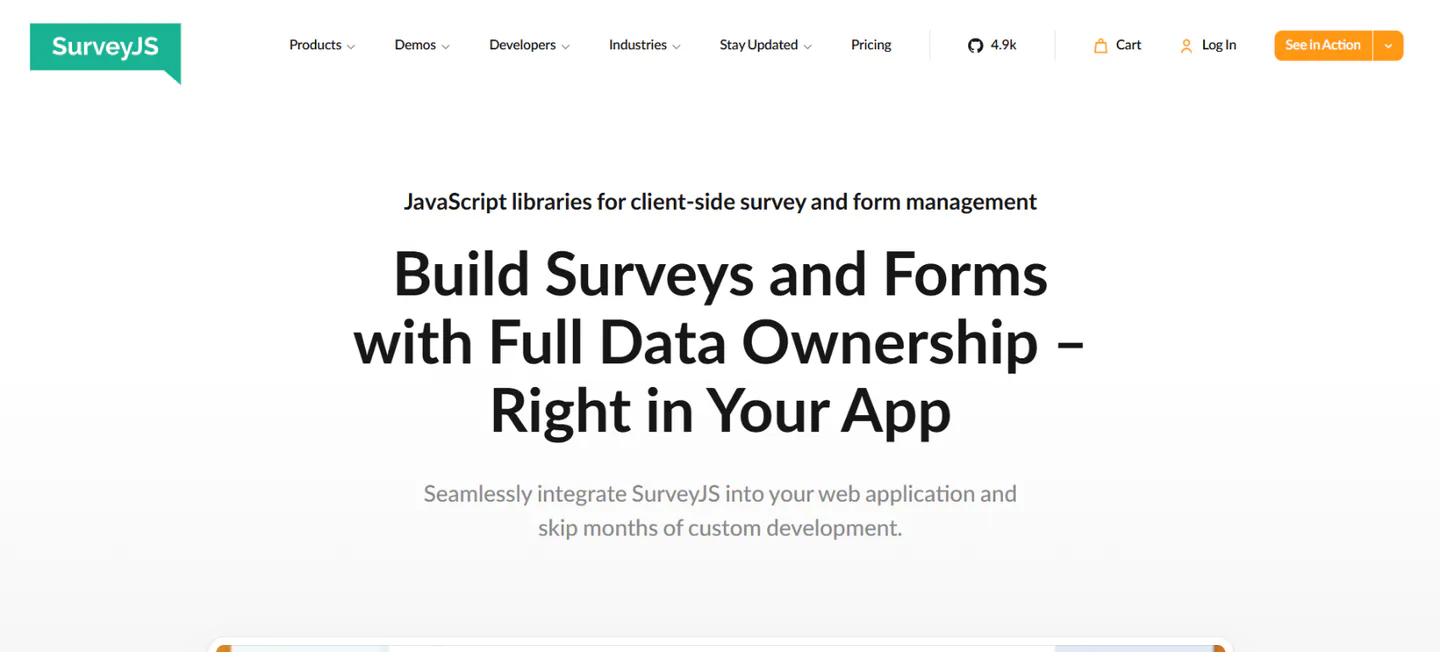 SurveyJS
Products
Demos
Developers
Industries
Stay Updated
Pricing
4.9k
Cart
Log In
See in Action
JavaScript libraries for client-side survey and form management
Build Surveys and Forms
with Full Data Ownership –
Right in Your App
Seamlessly integrate SurveyJS into your web application and
skip months of custom development.